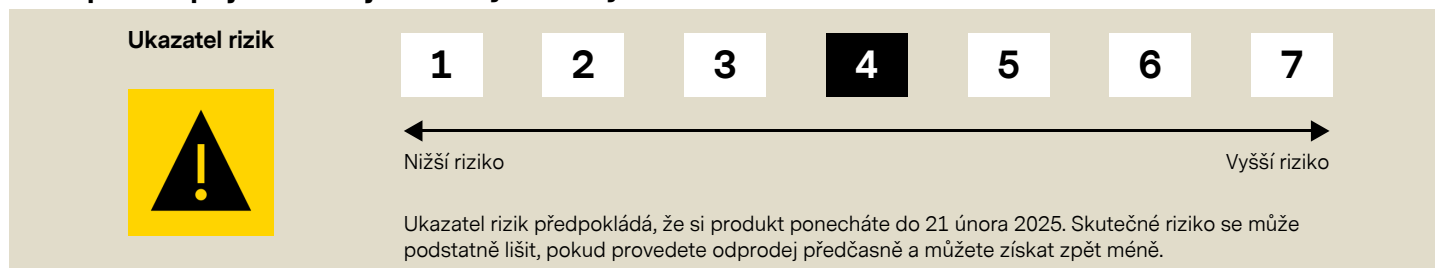 Ukazatel rizik
1 2 3 4 5 6 7
Nižší riziko Vyšší riziko
Ukazatel rizik předpokládá, že si produkt ponecháte do 21 února 2025. Skutečné riziko se může
podstatně lišit, pokud provedete odprodej předčasně a můžete získat zpět méně.